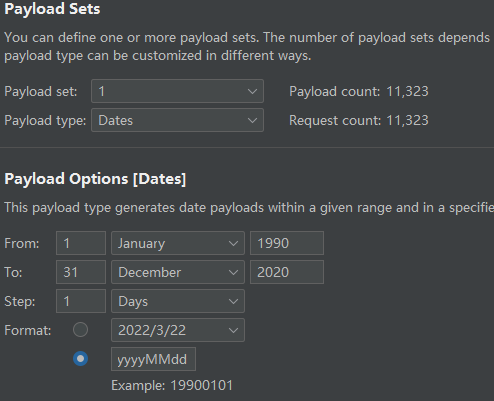 Payload Sets
You can define one or more payload sets. The number of payload sets depends
payload type can be customized in different ways.
Payload set: 1 Payload count: 11,323
Payload type: Dates Request count: 11,323
Payload Options [Dates]
This payload type generates date payloads within a given range and in a specifie
From: 1 January 1990
To: 31 December 2020
Step: 1 Days
Format: 2022/3/22
yyyyMMdd
Example: 19900101